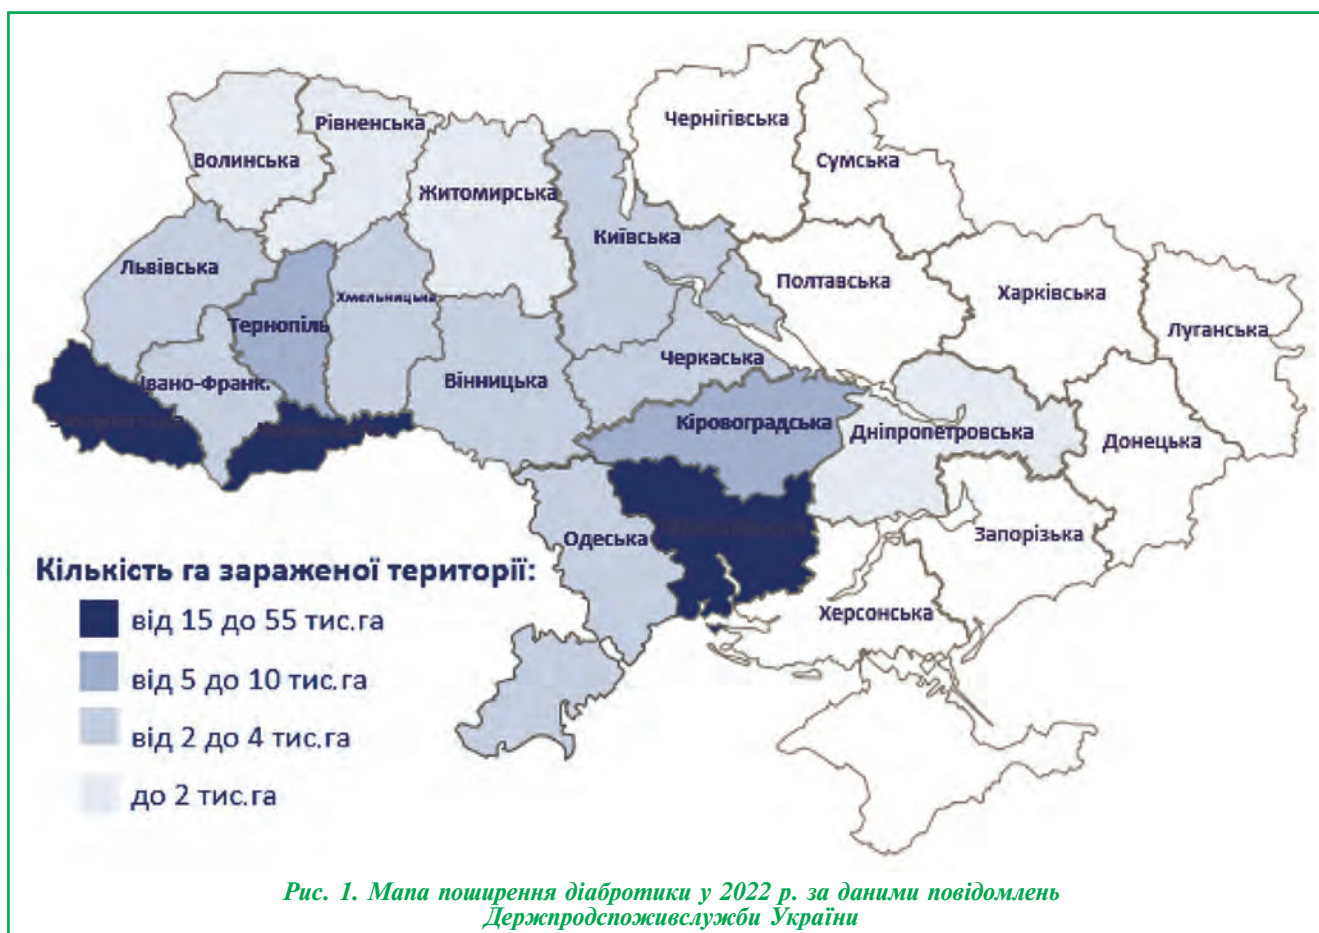 Чернігівська
Рівненська
Сумська
Волинська
Житомирська
Київська
Львівська
Полтавська
Харківська
Хмельницька
Тернопіль
Луганська
Черкаська
Вінницька
Івано-Франк.
Кіровоградська
Дніпропетровська
Донецька
Одеська
Запорізька
Херсонська
Кількість га зараженої території:
від 15 до 55 тис.га
від 5 до 10 тис.га
від 2 до 4 тис.га
до 2 тис.га
Рис. 1. Мапа поширення діабротики у 2022 р. за даними повідомлень
Держпродспоживслужби України